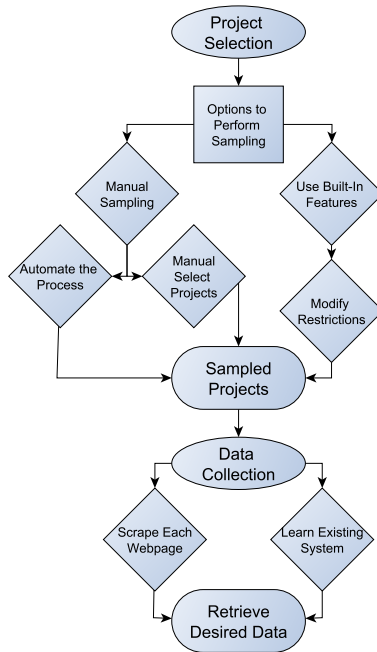 Project
Selection
Options to
Perform
Sampling
Manual
Sampling
Use Built-In
Features
Automate the
Process
Manual
Select
Projects
Modify
Restrictions
Sampled
Projects
Data
Collection
Scrape Each
Webpage
Learn Existing
System
Retrieve
Desired Data